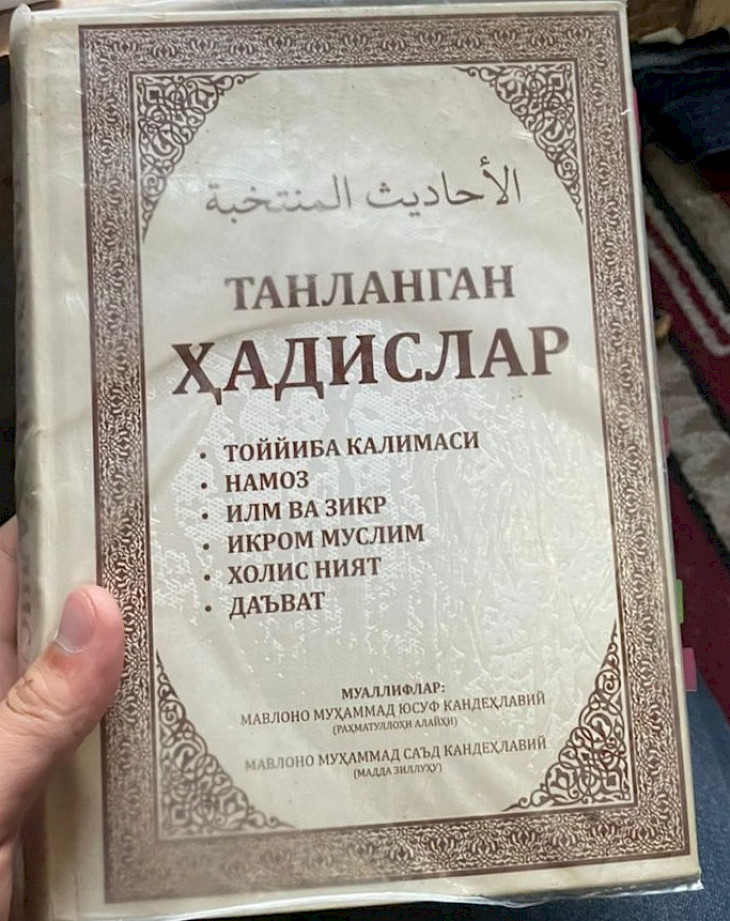 الأحاديث المنتخبة
ТАНЛАНГАН
ҲАДИСЛАР
• ТОЙЙИБА КАЛИМАСИ
• НАМОЗ
• ИЛМ ВА ЗИКР
• ИКРОМ МУСЛИМ
• ХОЛИС НИЯТ
• ДАЪВАТ
МУАЛЛИФЛАР:
МАВЛОНО МУҲАММАД ЮСУФ КАНДЕҲЛАВИЙ
(РАҲМАТУЛЛОҲИ АЛАЙҲИ)
МАВЛОНО МУҲАММАД САЪД КАНДЕҲЛАВИЙ
(МАДДА ЗИЛЛУҲУ)